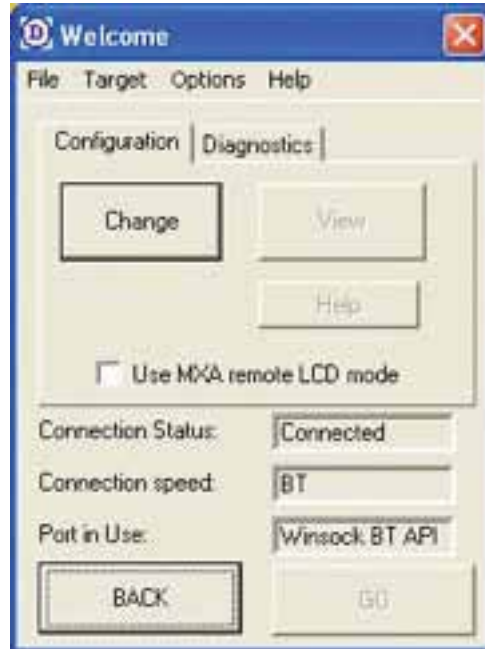 D Welcome
File Target Options Help
Configuration Diagnostics
Change View
Help
Use MXA remote LCD mode
Connection Status: Connected
Connection speed: BT
Port in Use: Winsock BT API
BACK GO